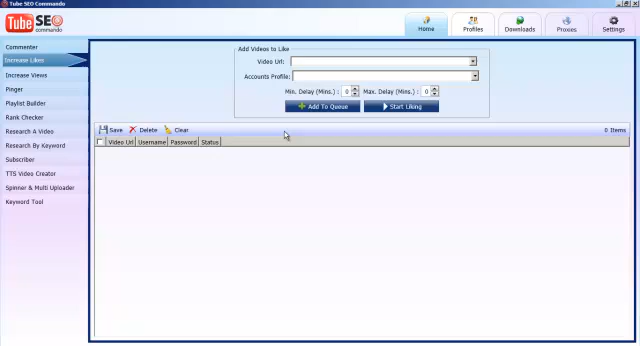 Tube SEO Commando
Tube SEO
commando
Home
Profiles
Downloads
Proxies
Settings
Commenter
Increase Likes
Increase Views
Pinger
Playlist Builder
Rank Checker
Research A Video
Research By Keyword
Subscriber
TTS Video Creator
Spinner & Multi Uploader
Keyword Tool
Add Videos to Like
Video Url:
Accounts Profile:
Min. Delay (Mins.) : 0 Max. Delay (Mins.) : 0
Add To Queue Start Liking
Save Delete Clear 0 Items
Video Url Username Password Status